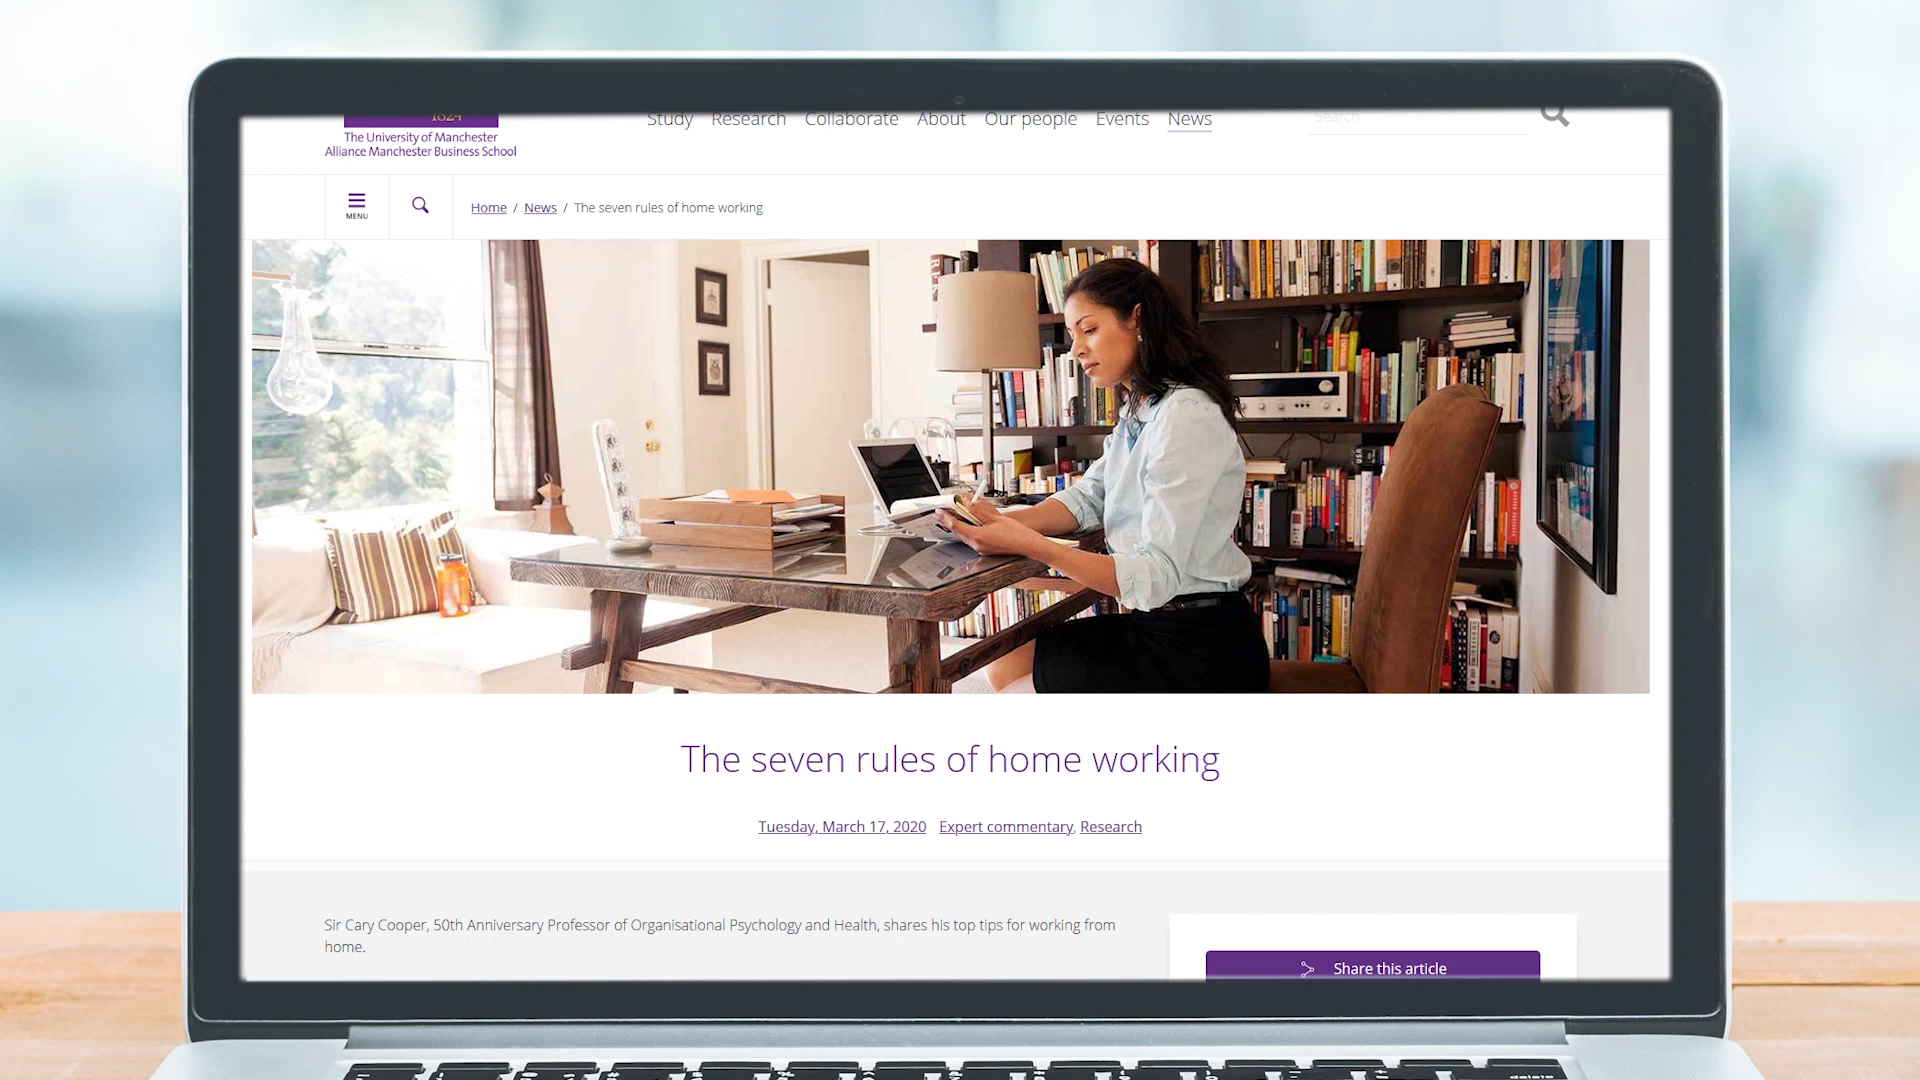 1824
The University of Manchester
Alliance Manchester Business School
Study Research Collaborate About Our people Events News
Search
MENU
Home / News / The seven rules of home working
The seven rules of home working
Tuesday, March 17, 2020 Expert commentary, Research
Sir Cary Cooper, 50th Anniversary Professor of Organisational Psychology and Health, shares his top tips for working from
home.
Share this article
delete